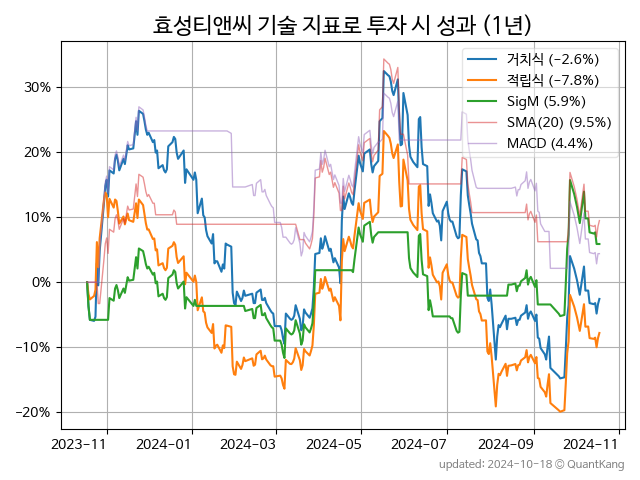 효성티앤씨 기술 지표로 투자 시 성과 (1년)
거치식 (−2.6%)
적립식 (−7.8%)
SigM (5.9%)
SMA(20) (9.5%)
MACD (4.4%)
30%
20%
10%
0%
−10%
−20%
2023-11 2024-01 2024-03 2024-05 2024-07 2024-09 2024-11
updated: 2024-10-18 © QuantKang